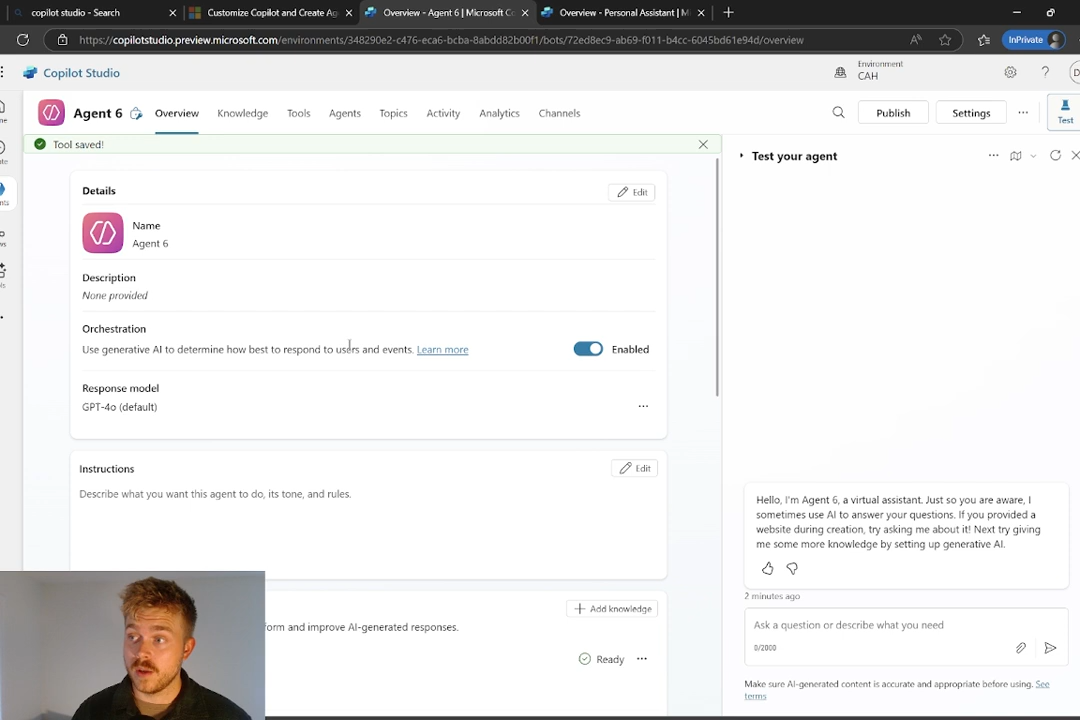 copilot studio - Search
Customize Copilot and Create Ag
Overview - Agent 6 | Microsoft Co
Overview - Personal Assistant | M
https://copilotstudio.preview.microsoft.com/environments/348290e2-c476-eca6-bcba-8abdd82b00f1/bots/72ed8ec9-ab69-f011-b4cc-6045bd61e94d/overview
InPrivate
Copilot Studio
Environment
CAH
Agent 6
Overview
Knowledge
Tools
Agents
Topics
Activity
Analytics
Channels
Publish
Settings
Test
Tool saved!
Test your agent
Details
Edit
Name
Agent 6
Description
None provided
Orchestration
Use generative AI to determine how best to respond to users and events. Learn more
Enabled
Response model
GPT-4o (default)
Instructions
Edit
Describe what you want this agent to do, its tone, and rules.
Add knowledge
form and improve AI-generated responses.
Ready
Hello, I'm Agent 6, a virtual assistant. Just so you are aware, I
sometimes use AI to answer your questions. If you provided a
website during creation, try asking me about it! Next try giving
me some more knowledge by setting up generative AI.
2 minutes ago
Ask a question or describe what you need
0/2000
Make sure AI-generated content is accurate and appropriate before using. See
terms